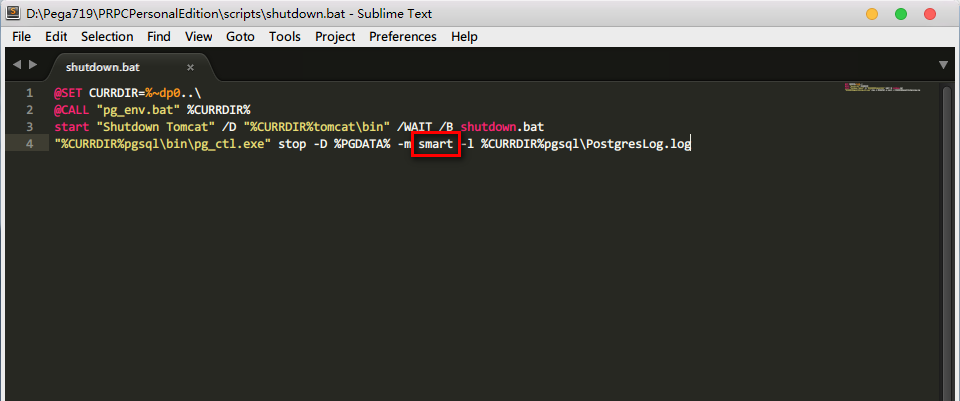 D:\Pega719\PRPCPersonalEdition\scripts\shutdown.bat - Sublime Text
File Edit Selection Find View Goto Tools Project Preferences Help
shutdown.bat ×
1 @SET CURRDIR=%~dp0..\
2 @CALL "pg_env.bat" %CURRDIR%
3 start "Shutdown Tomcat" /D "%CURRDIR%tomcat\bin" /WAIT /B shutdown.bat
4 "%CURRDIR%pgsql\bin\pg_ctl.exe" stop -D %PGDATA% -m smart -l %CURRDIR%pgsql\PostgresLog.log